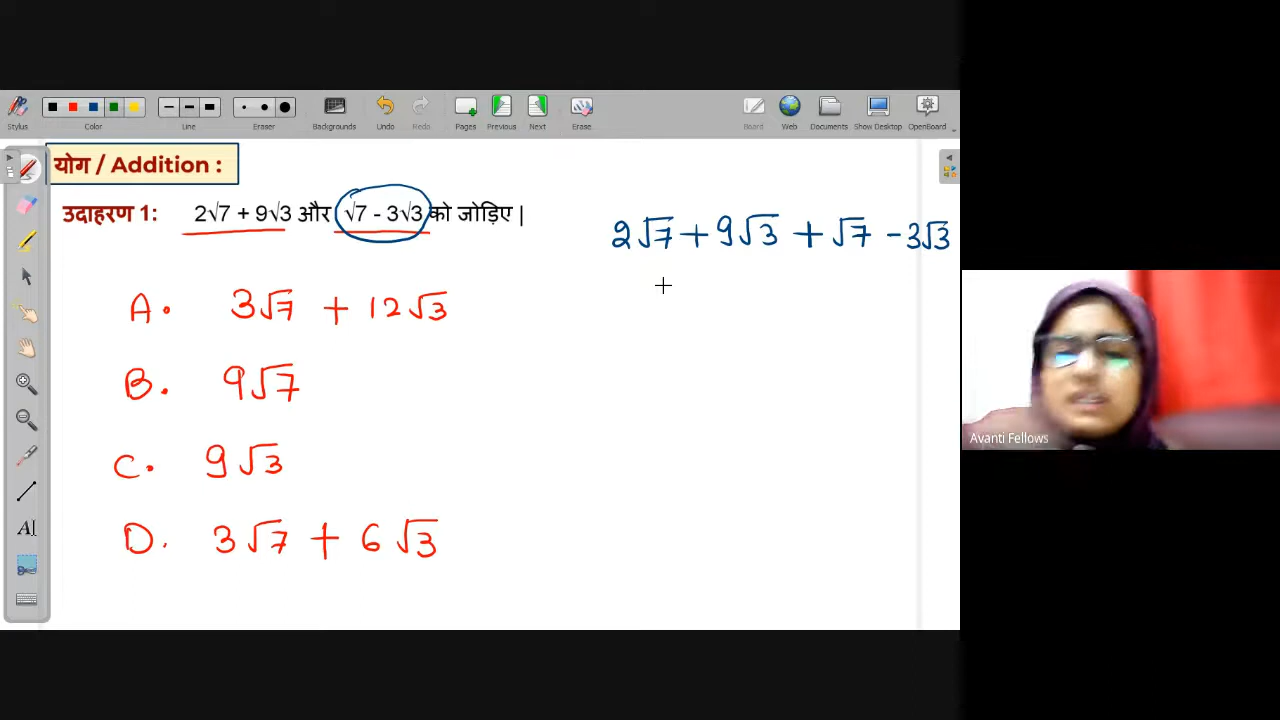 Stylus Color Line Eraser Backgrounds Undo Redo Pages Previous Next Erase Board Web Documents Show Desktop OpenBoard
योग / Addition :
उदाहरण 1: 2√7 + 9√3 और √7 - 3√3 को जोड़िए |
2√7 + 9√3 + √7 - 3√3
A. 3√7 + 12√3
B. 9√7
C. 9√3
D. 3√7 + 6√3
Avanti Fellows